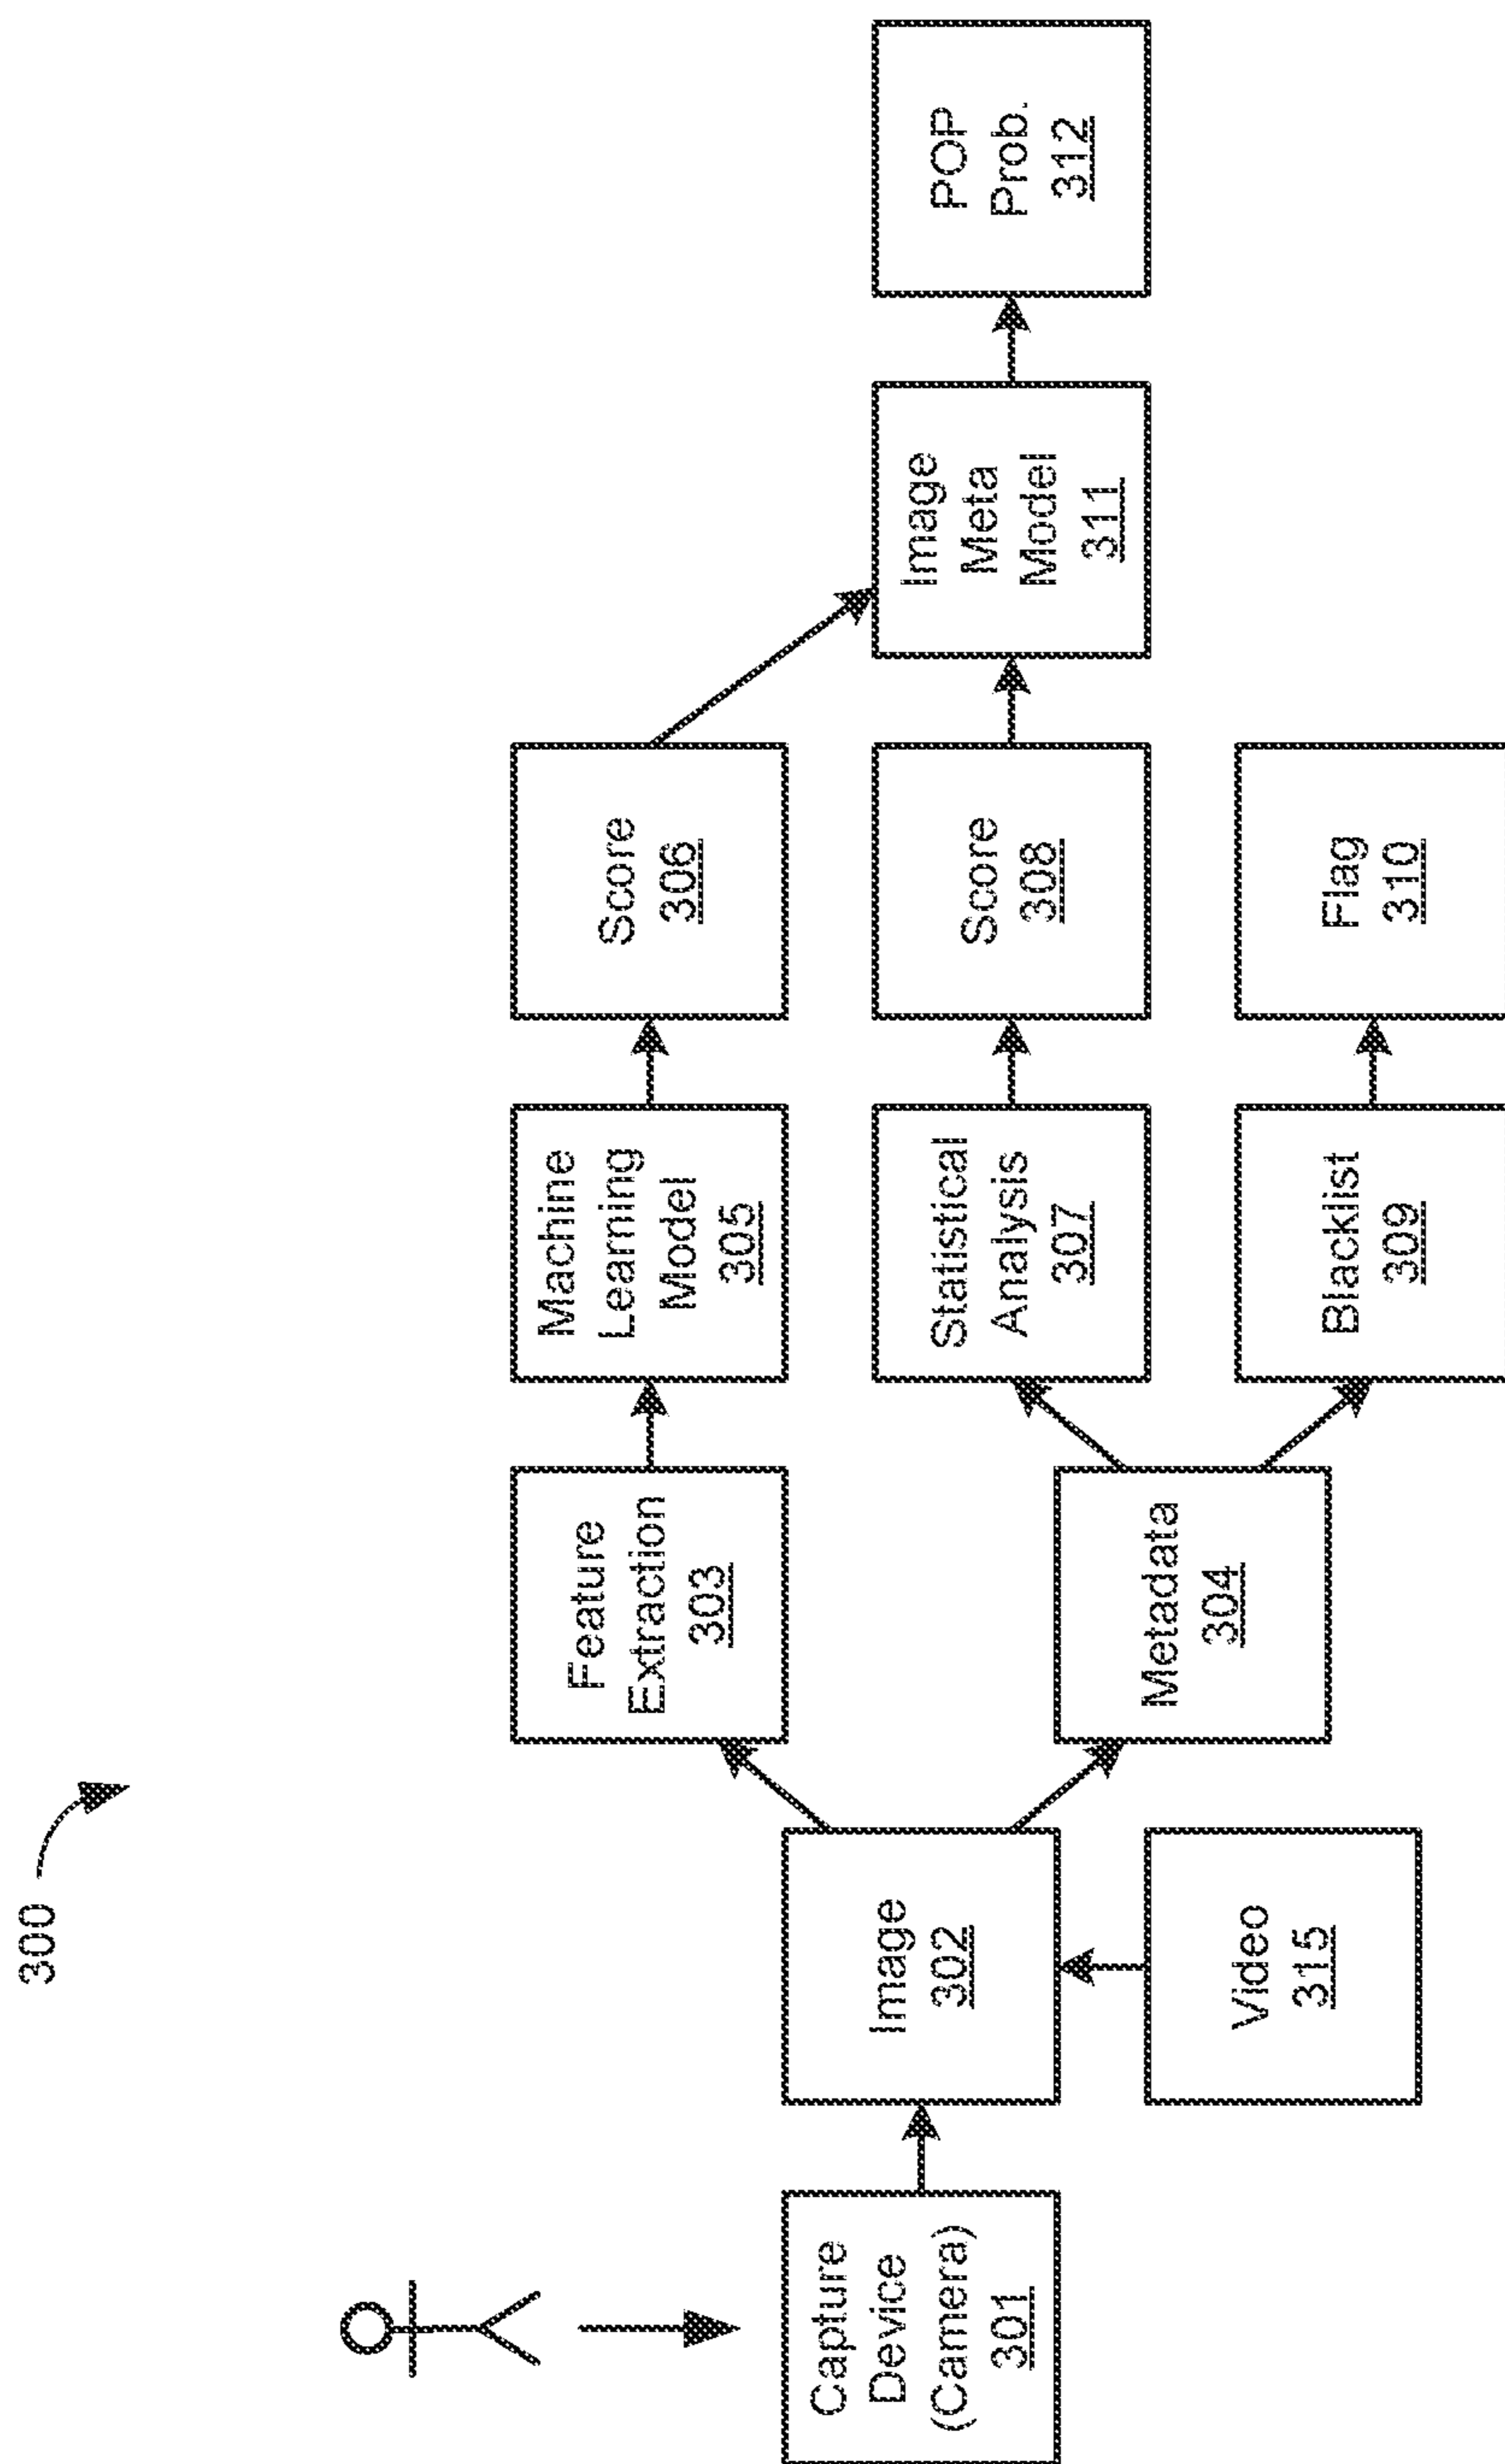 300
Capture
Device
(Camera)
301
Image
302
Video
315
Feature
Extraction
303
Metadata
304
Machine
Learning
Model
305
Statistical
Analysis
307
Blacklist
309
Score
306
Score
308
Flag
310
Image
Meta
Model
311
POP
Prob.
312